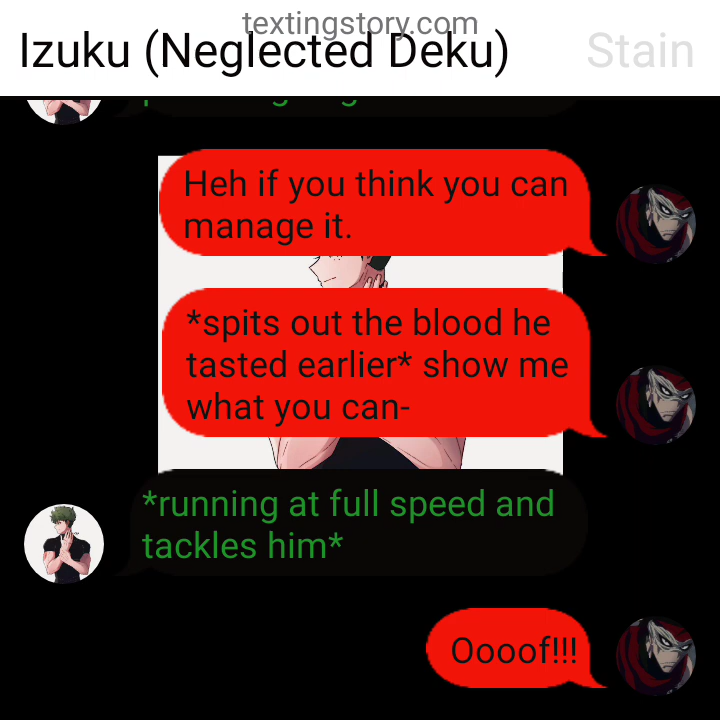 textingstory.com
Izuku (Neglected Deku)
Stain
Heh if you think you can
manage it.
*spits out the blood he
tasted earlier* show me
what you can-
*running at full speed and
tackles him*
Oooof!!!